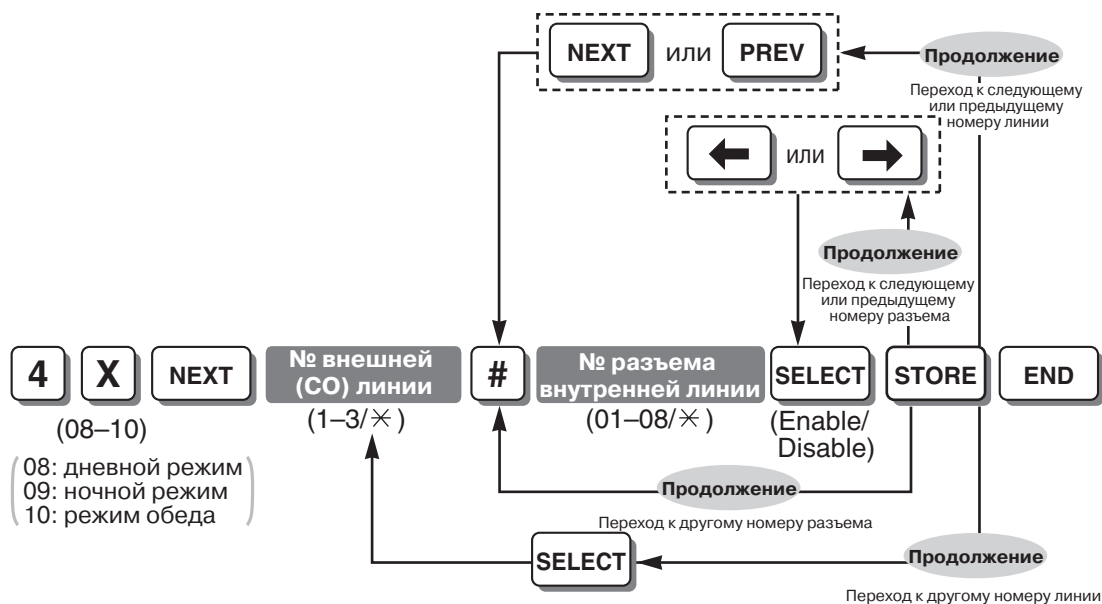 NEXT или PREV
Продолжение
Переход к следующему
или предыдущему
номеру линии
← или →
Продолжение
Переход к следующему
или предыдущему
номеру разъема
4 X NEXT № внешней (CO) линии # № разъема внутренней линии SELECT STORE END
(08–10)
(1–3/✳)
(01–08/✳)
(Enable/
Disable)
08: дневной режим
09: ночной режим
10: режим обеда
Продолжение
Переход к другому номеру разъема
SELECT
Продолжение
Переход к другому номеру линии